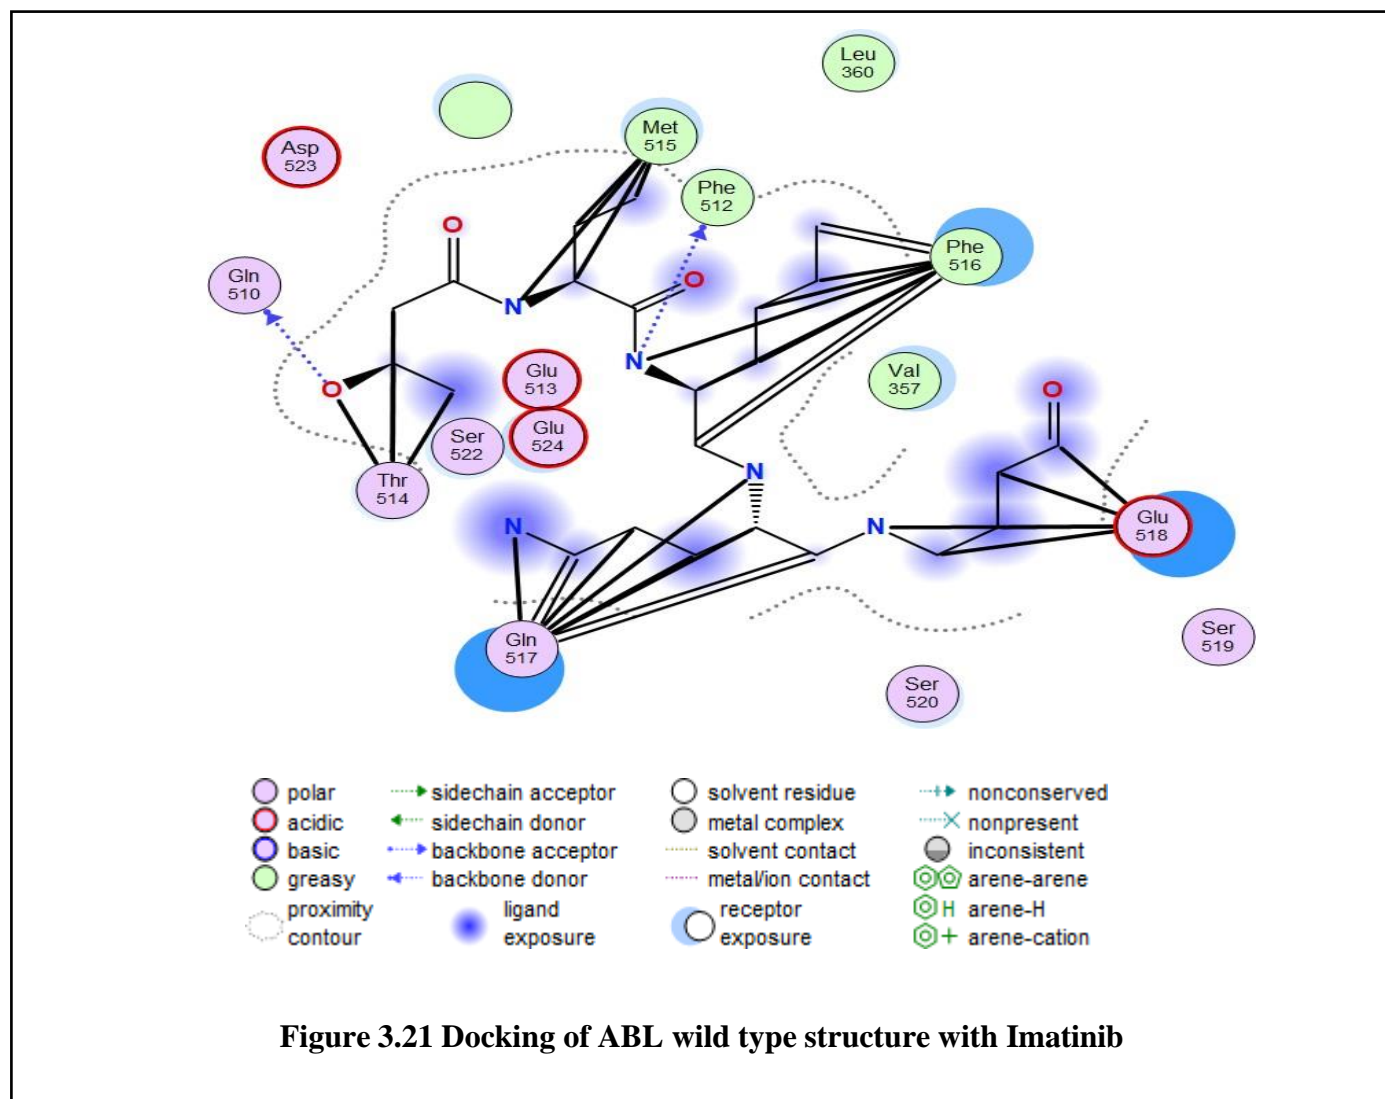 Leu
360
Met
515
Asp
523
Phe
512
O
Phe
516
Gln
510
O
N
N
Glu
513
Val
357
O
O
Ser
522
Glu
524
Thr
514
N
N
N
Glu
518
Gln
517
Ser
519
Ser
520
polar
sidechain acceptor
solvent residue
nonconserved
acidic
sidechain donor
metal complex
nonpresent
basic
backbone acceptor
solvent contact
inconsistent
greasy
backbone donor
metal/ion contact
arene-arene
proximity
contour
ligand
exposure
receptor
exposure
H arene-H
+ arene-cation
Figure 3.21 Docking of ABL wild type structure with Imatinib